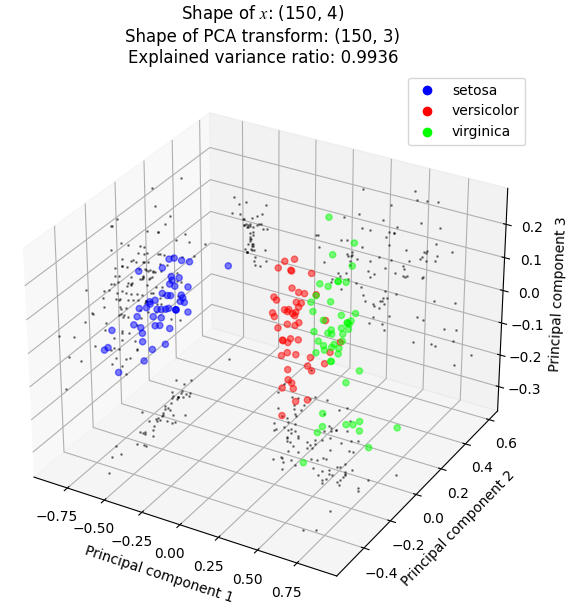 Shape of x: (150, 4)
Shape of PCA transform: (150, 3)
Explained variance ratio: 0.9936
setosa
versicolor
virginica
0.2
0.1
0.0
−0.1
−0.2
−0.3
Principal component 3
0.6
0.4
0.2
0.0
−0.2
−0.4
Principal component 2
−0.75
−0.50
−0.25
0.00
0.25
0.50
0.75
Principal component 1